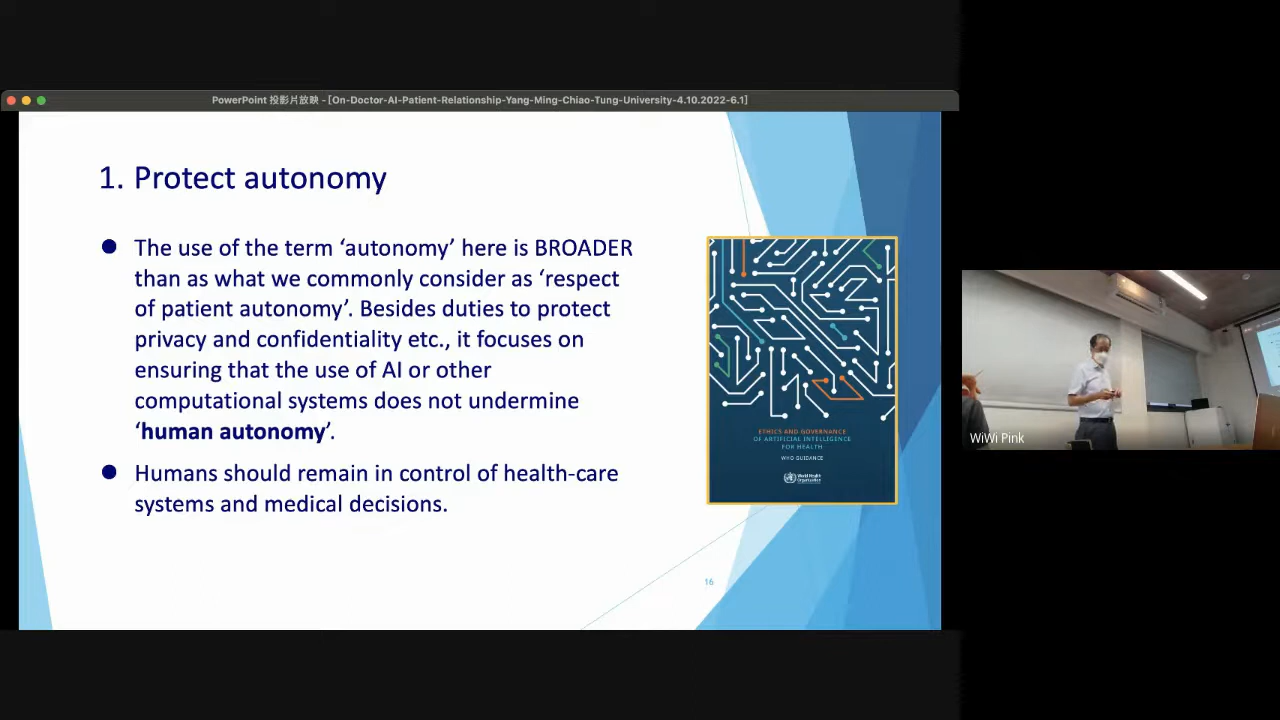 PowerPoint 投影片放映 - [On-Doctor-AI-Patient-Relationship-Yang-Ming-Chiao-Tung-University-4.10.2022-6.1]
1. Protect autonomy
● The use of the term ‘autonomy’ here is BROADER
than as what we commonly consider as ‘respect
of patient autonomy’. Besides duties to protect
privacy and confidentiality etc., it focuses on
ensuring that the use of AI or other
computational systems does not undermine
‘human autonomy’.
● Humans should remain in control of health-care
systems and medical decisions.
ETHICS AND GOVERNANCE
OF ARTIFICIAL INTELLIGENCE
FOR HEALTH
WHO GUIDANCE
World Health
Organization
16
WiWi Pink